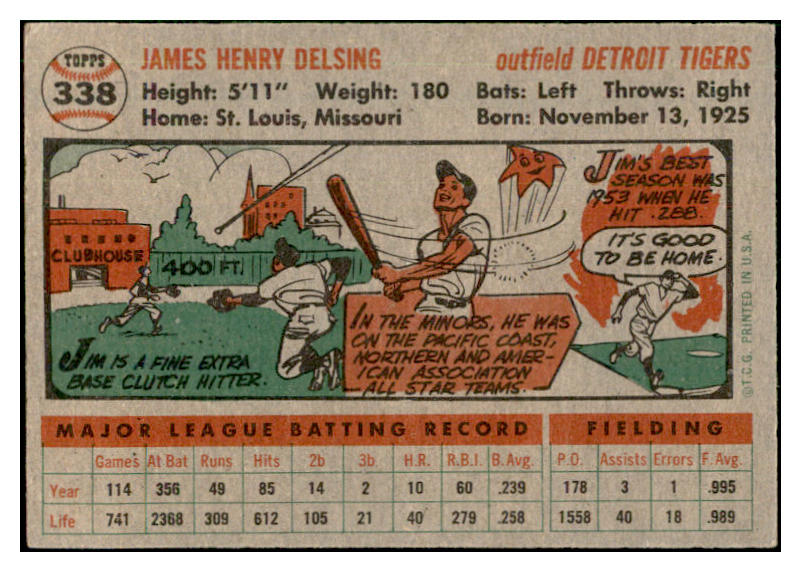 TOPPS
338
JAMES HENRY DELSING
outfield DETROIT TIGERS
Height: 5'11" Weight: 180 Bats: Left Throws: Right
Home: St. Louis, Missouri Born: November 13, 1925
CLUBHOUSE
400 FT.
JIM IS A FINE EXTRA
BASE CLUTCH HITTER.
IN THE MINORS, HE WAS
ON THE PACIFIC COAST,
NORTHERN AND AMER-
ICAN ASSOCIATION
ALL STAR TEAMS.
JIM'S BEST
SEASON WAS
1953 WHEN HE
HIT .288.
IT'S GOOD
TO BE HOME.
©T.C.G. PRINTED IN U.S.A.
MAJOR LEAGUE BATTING RECORD FIELDING
Games At Bat Runs Hits 2b 3b. H.R. R.B.I. B. Avg. P.O. Assists Errors F. Avg.
Year 114 356 49 85 14 2 10 60 .239 178 3 1 .995
Life 741 2368 309 612 105 21 40 279 .258 1558 40 18 .989